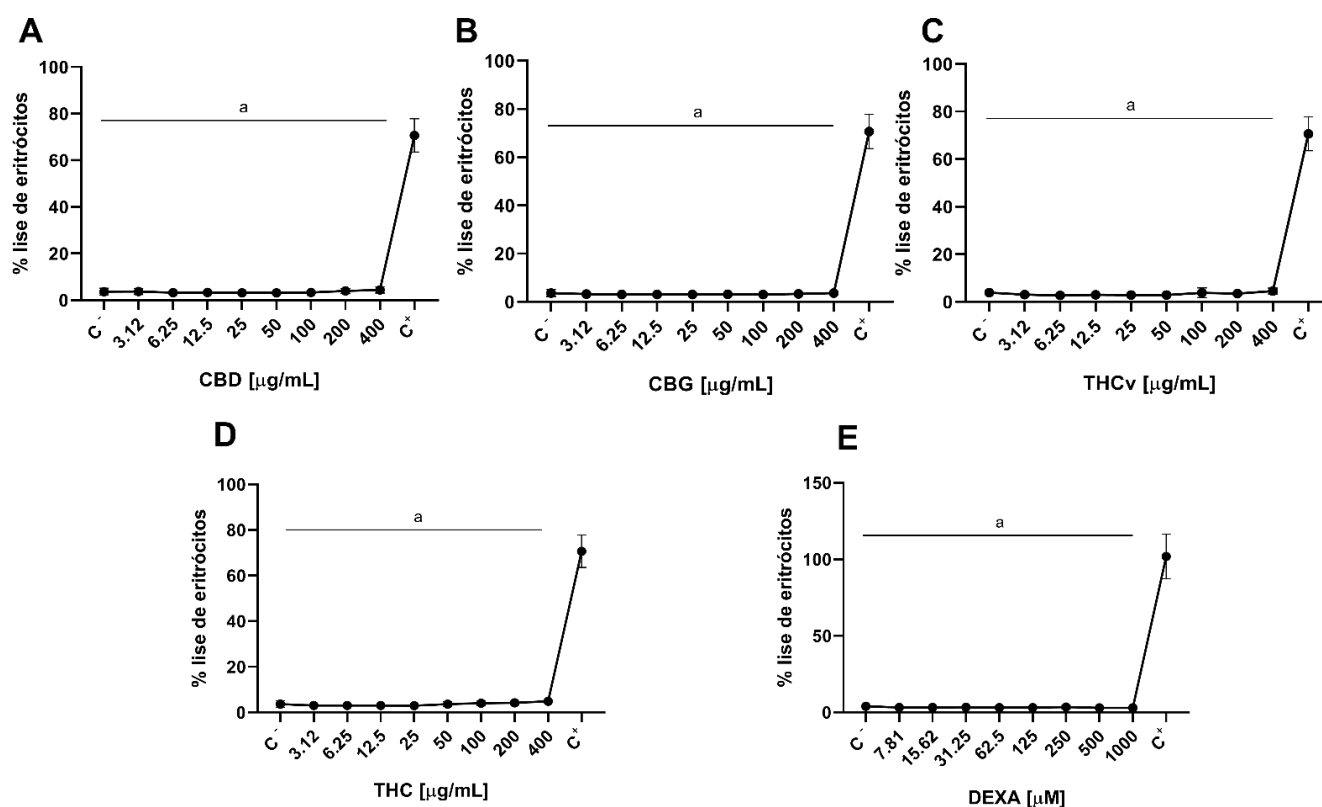 A
% lise de eritrócitos
100
80
60
40
20
0
a
C⁻ 3.12 6.25 12.5 25 50 100 200 400 C⁺
CBD [μg/mL]
B
% lise de eritrócitos
100
80
60
40
20
0
a
C⁻ 3.12 6.25 12.5 25 50 100 200 400 C⁺
CBG [μg/mL]
C
% lise de eritrócitos
100
80
60
40
20
0
a
C⁻ 3.12 6.25 12.5 25 50 100 200 400 C⁺
THCv [μg/mL]
D
% lise de eritrócitos
100
80
60
40
20
0
a
C⁻ 3.12 6.25 12.5 25 50 100 200 400 C⁺
THC [μg/mL]
E
% lise de eritrócitos
150
100
50
0
a
C⁻ 7.81 15.62 31.25 62.5 125 250 500 1000 C⁺
DEXA [μM]